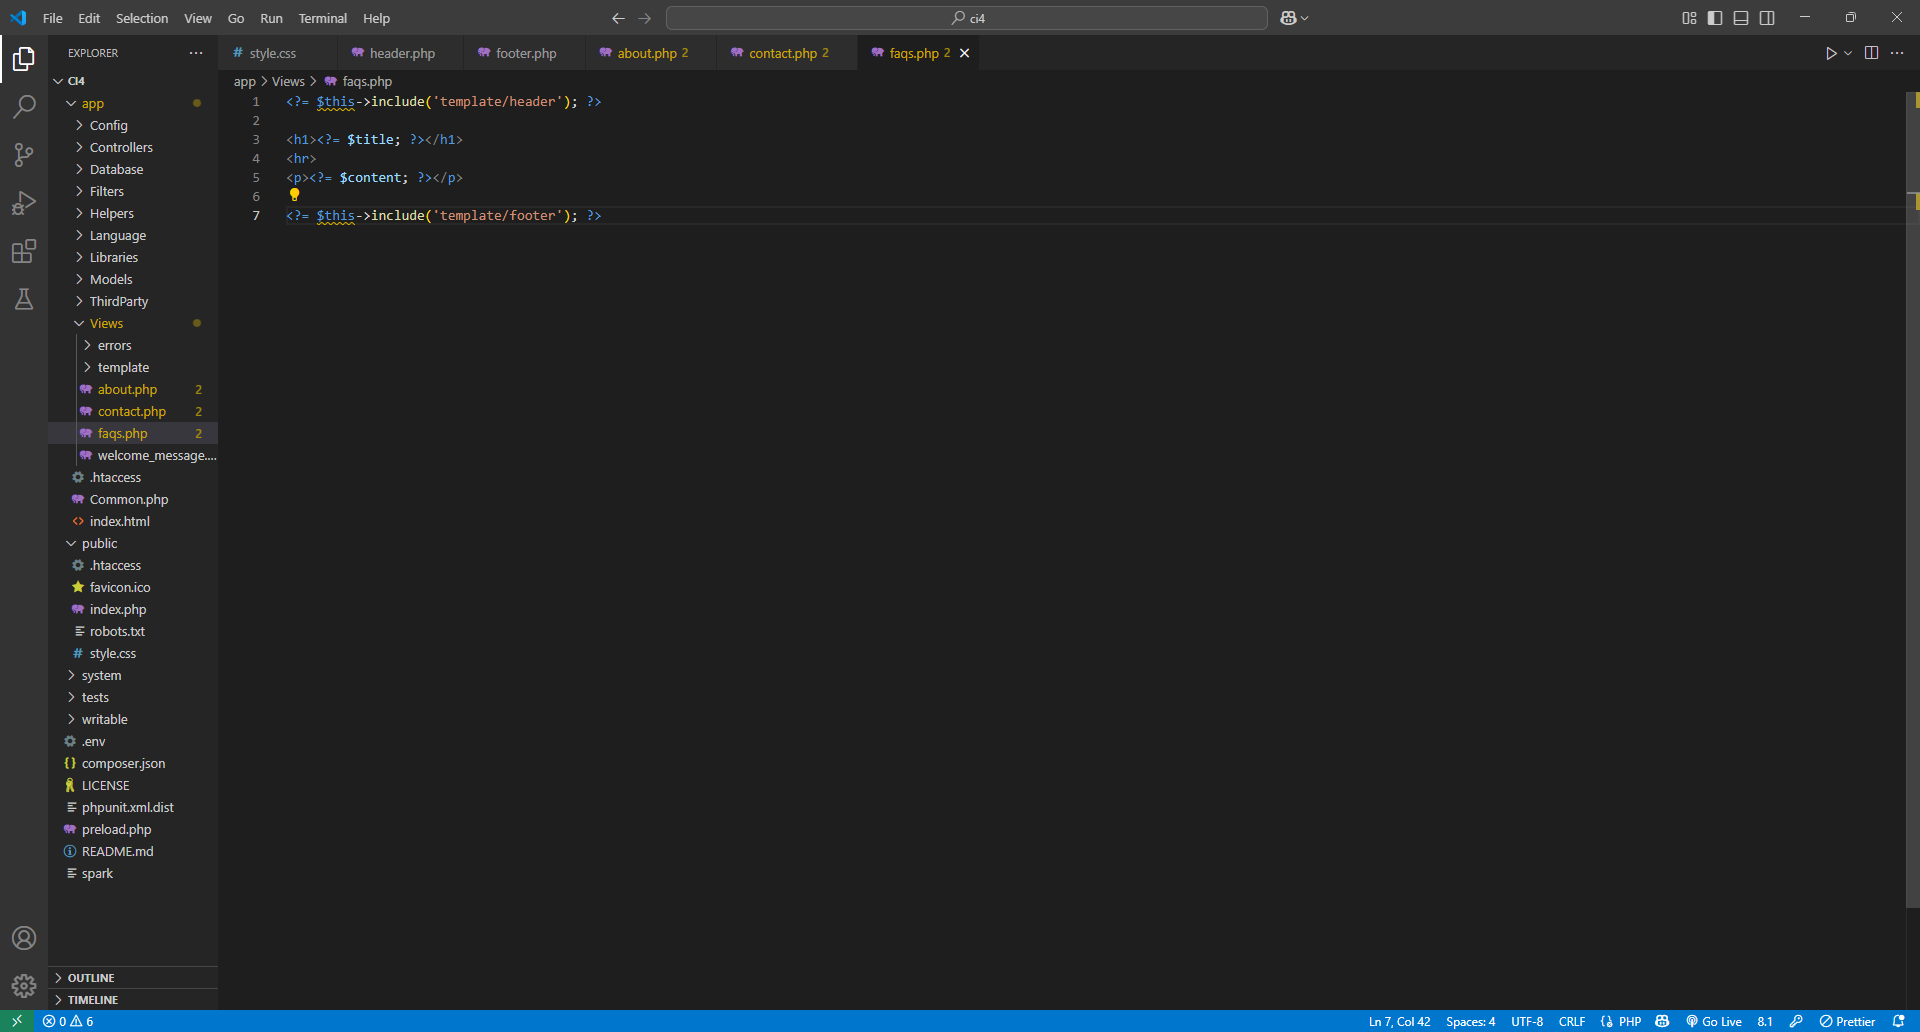 File Edit Selection View Go Run Terminal Help
ci4
EXPLORER
style.css
header.php
footer.php
about.php 2
contact.php 2
faqs.php 2
app > Views > faqs.php
CI4
app
Config
Controllers
Database
Filters
Helpers
Language
Libraries
Models
ThirdParty
Views
errors
template
about.php 2
contact.php 2
faqs.php 2
welcome_message....
.htaccess
Common.php
index.html
public
.htaccess
favicon.ico
index.php
robots.txt
style.css
system
tests
writable
.env
composer.json
LICENSE
phpunit.xml.dist
preload.php
README.md
spark
OUTLINE
TIMELINE
1 <?= $this->include('template/header'); ?>
2
3 <h1><?= $title; ?></h1>
4 <hr>
5 <p><?= $content; ?></p>
6
7 <?= $this->include('template/footer'); ?>
0 6
Ln 7, Col 42 Spaces: 4 UTF-8 CRLF PHP Go Live 8.1 Prettier